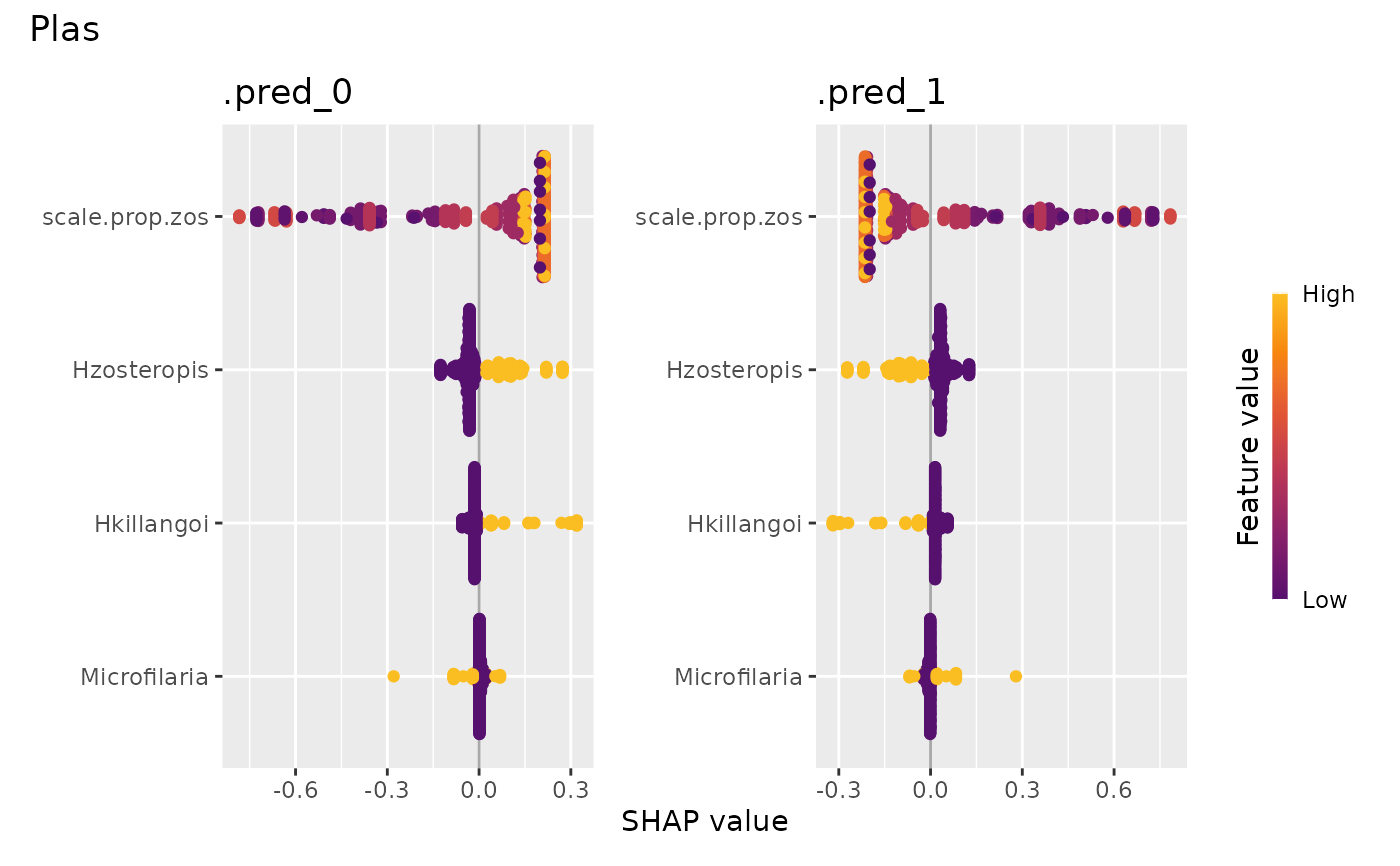 Plas
.pred_0
.pred_1
scale.prop.zos
Hzosteropis
Hkillangoi
Microfilaria
-0.6
-0.3
0.0
0.3
scale.prop.zos
Hzosteropis
Hkillangoi
Microfilaria
-0.3
0.0
0.3
0.6
SHAP value
Feature value
High
Low